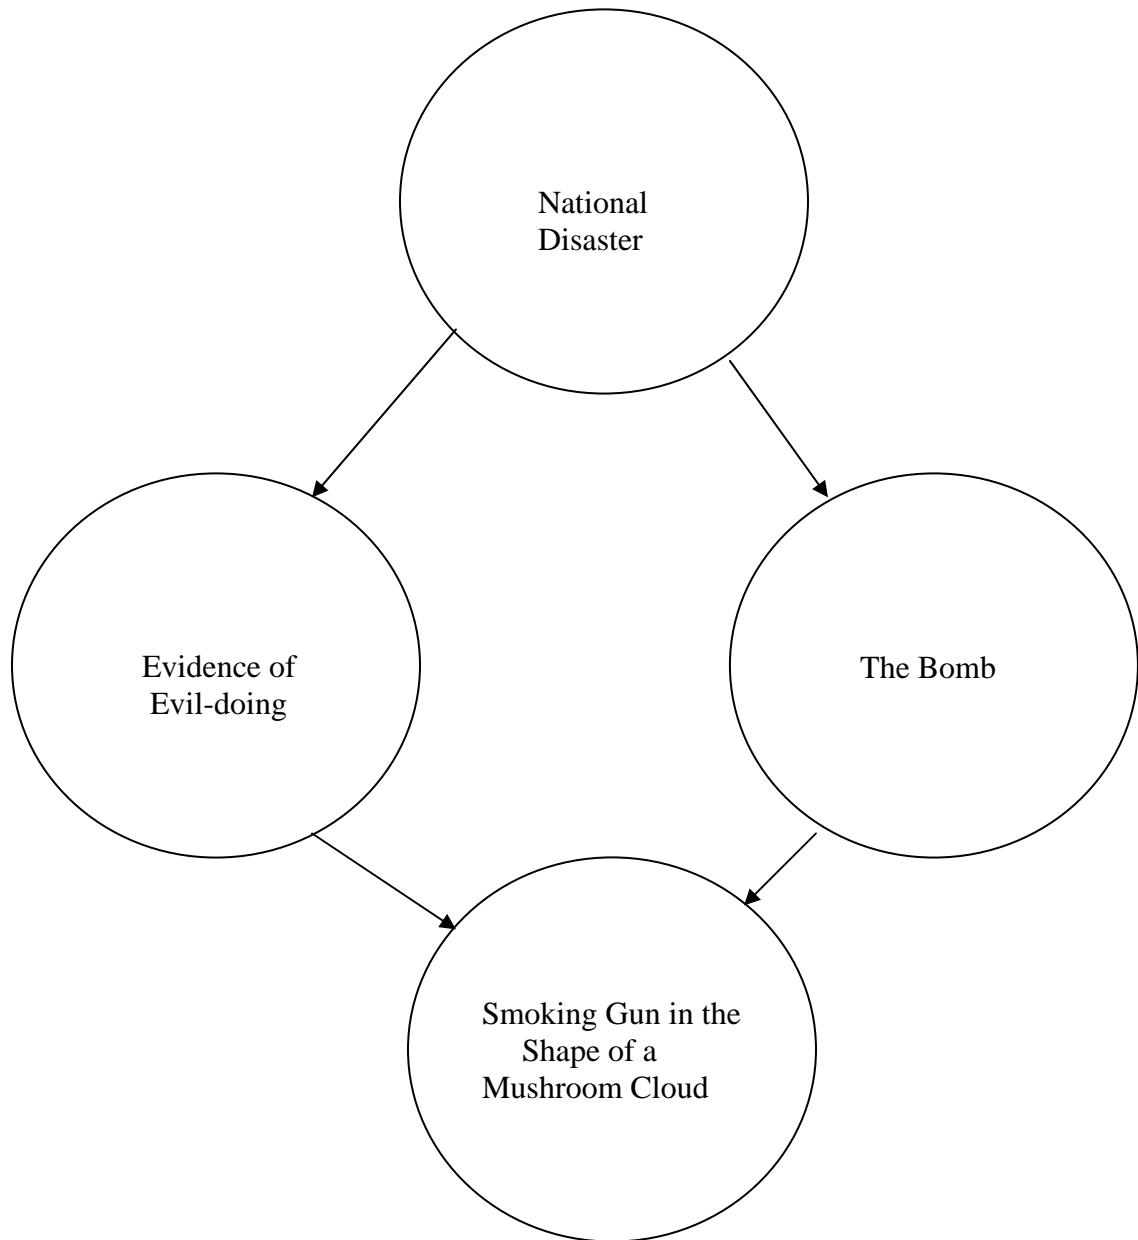 National
Disaster
Evidence of
Evil-doing
The Bomb
Smoking Gun in the
Shape of a
Mushroom Cloud